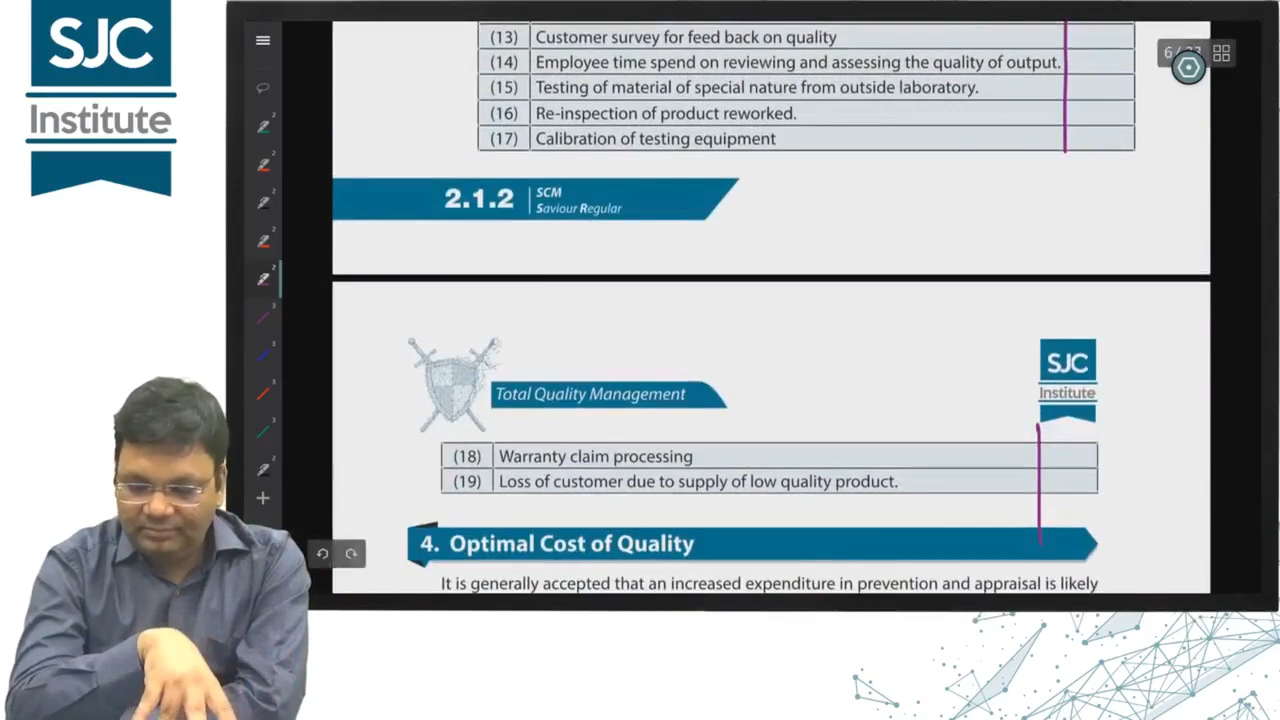 SJC
Institute
(13) Customer survey for feed back on quality
(14) Employee time spend on reviewing and assessing the quality of output.
(15) Testing of material of special nature from outside laboratory.
(16) Re-inspection of product reworked.
(17) Calibration of testing equipment
2.1.2 SCM
Saviour Regular
Total Quality Management
SJC
Institute
(18) Warranty claim processing
(19) Loss of customer due to supply of low quality product.
4. Optimal Cost of Quality
It is generally accepted that an increased expenditure in prevention and appraisal is likely